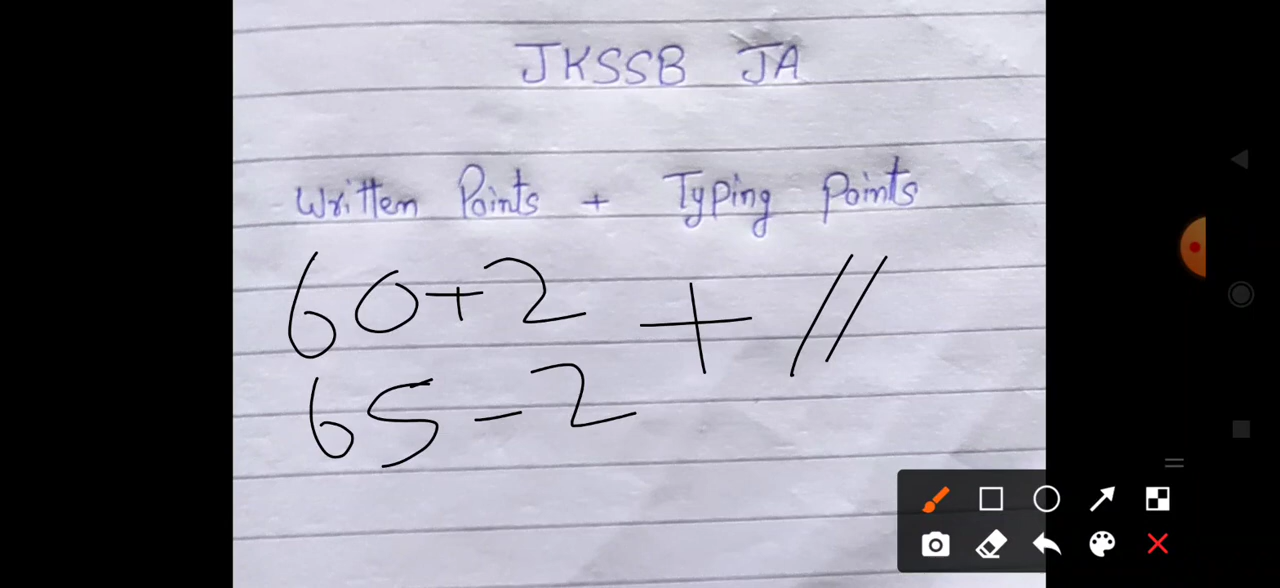 JKSSB JA
Written Points + Typing Points
60+2 + //
65-2